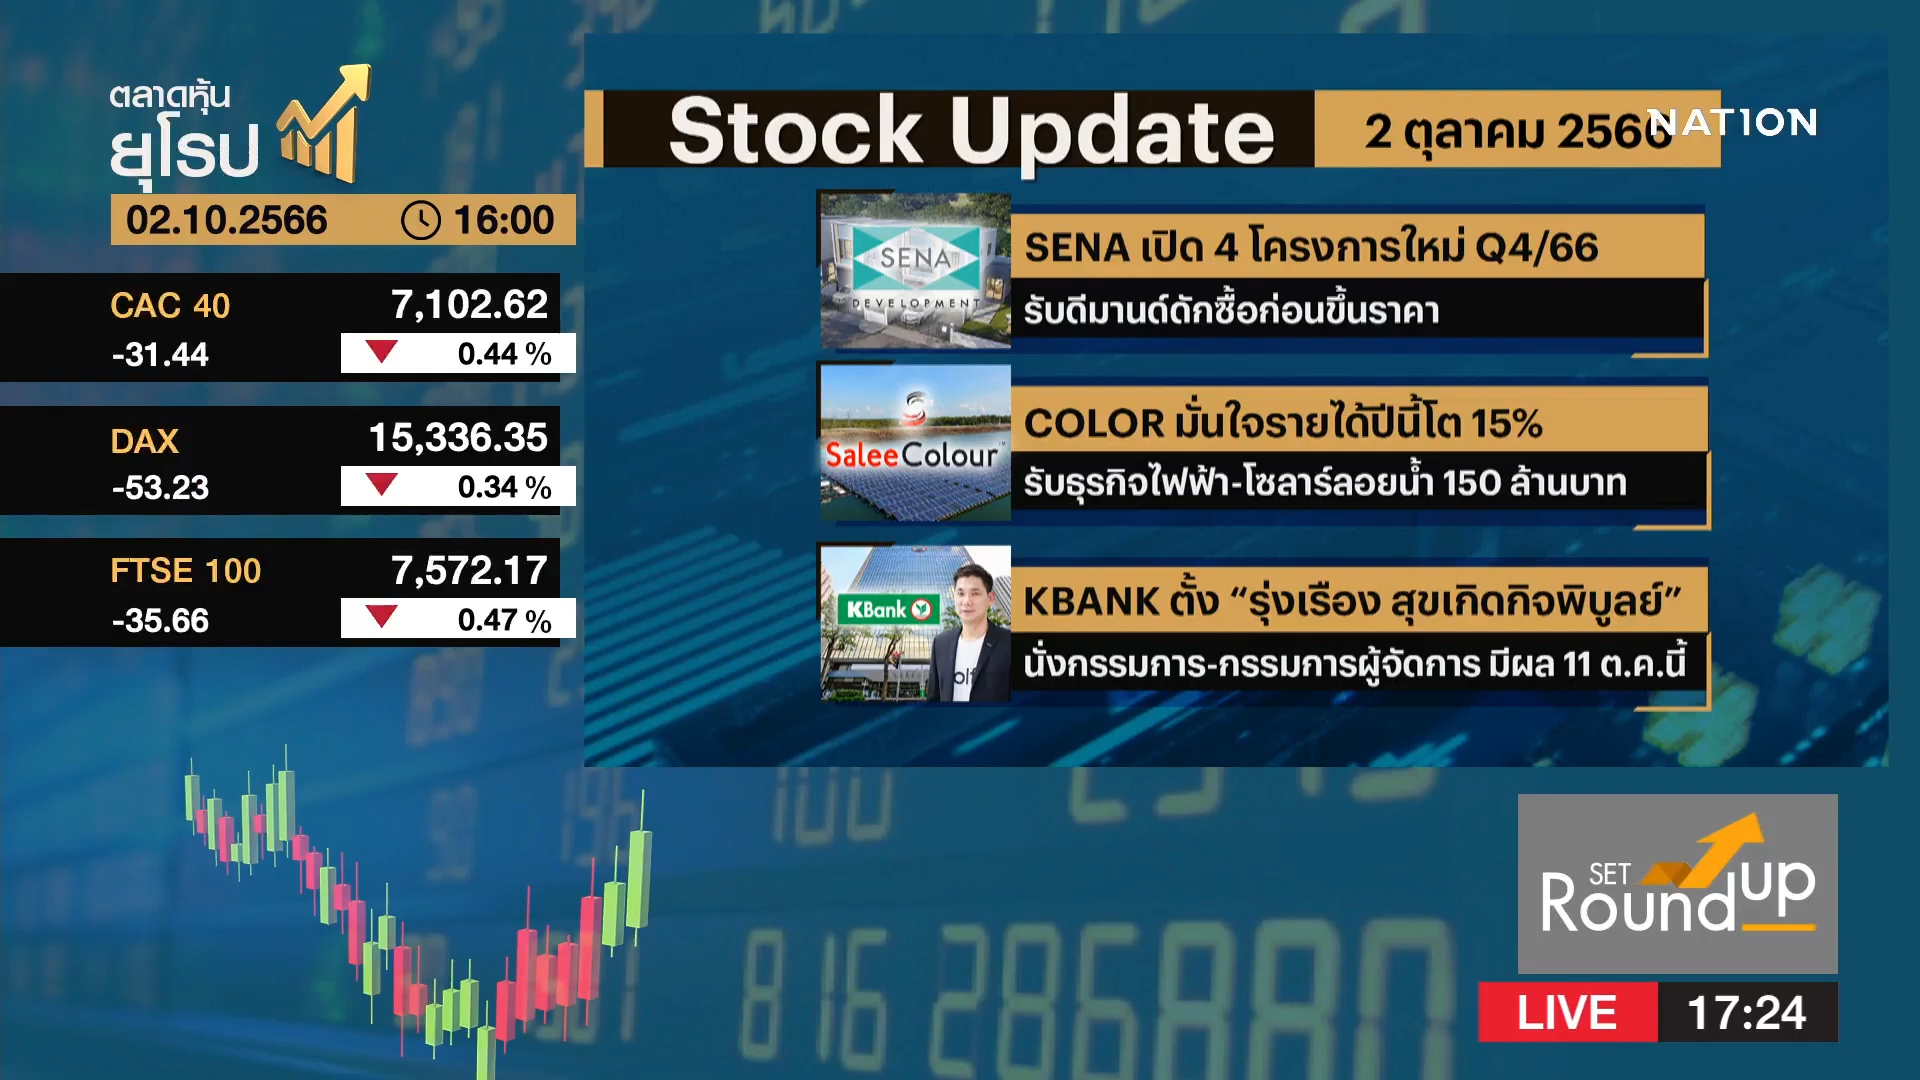 ตลาดหุ้น
ยุโรป
02.10.2566 16:00
CAC 40 7,102.62
-31.44 0.44 %
DAX 15,336.35
-53.23 0.34 %
FTSE 100 7,572.17
-35.66 0.47 %
Stock Update 2 ตุลาคม 2566
NATION
SENA
DEVELOPMENT
SENA เปิด 4 โครงการใหม่ Q4/66
รับดีมานด์ดักซื้อก่อนขึ้นราคา
Salee Colour
COLOR มั่นใจรายได้ปีนี้โต 15%
รับธุรกิจไฟฟ้า-โซลาร์ลอยน้ำ 150 ล้านบาท
KBank
KBANK ตั้ง “รุ่งเรือง สุขเกิดกิจพิบูลย์”
นั่งกรรมการ-กรรมการผู้จัดการ มีผล 11 ต.ค.นี้
SET
Roundup
LIVE 17:24
816